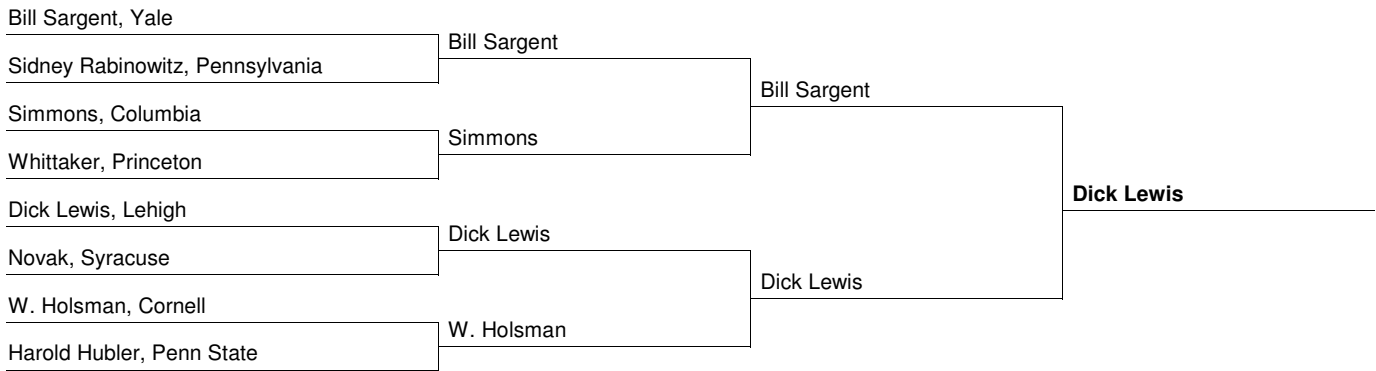 Bill Sargent, Yale
Sidney Rabinowitz, Pennsylvania
Simmons, Columbia
Whittaker, Princeton
Dick Lewis, Lehigh
Novak, Syracuse
W. Holsman, Cornell
Harold Hubler, Penn State
Bill Sargent
Simmons
Dick Lewis
W. Holsman
Bill Sargent
Dick Lewis
Dick Lewis